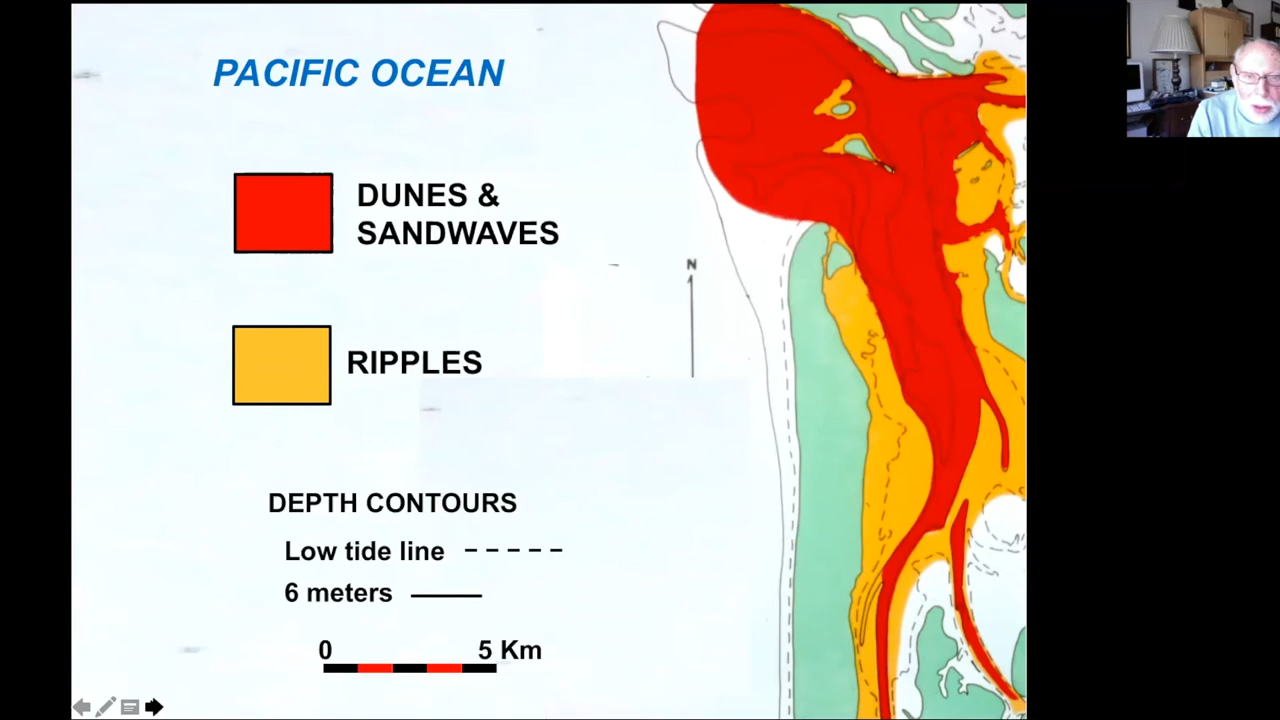 PACIFIC OCEAN
DUNES &
SANDWAVES
N
RIPPLES
DEPTH CONTOURS
Low tide line
6 meters
0 5 Km